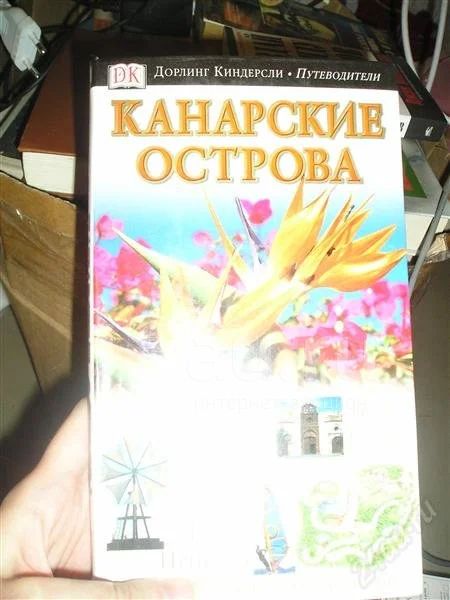 DK
ДОРЛИНГ КИНДЕРСЛИ • ПУТЕВОДИТЕЛИ
КАНАРСКИЕ
ОСТРОВА